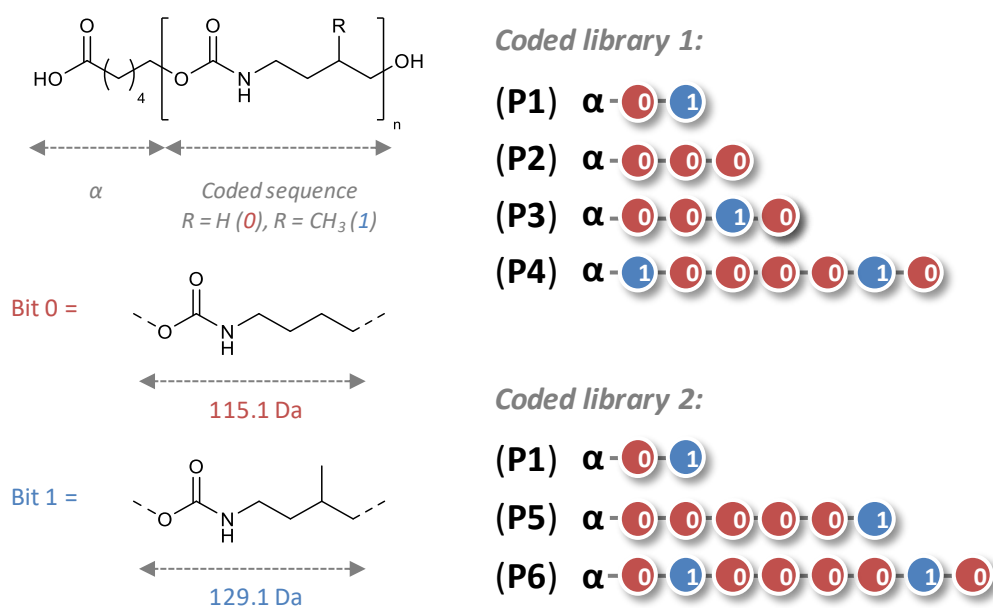 O
HO
4
O
O
N
H
R
OH
n
α
Coded sequence
R = H (0), R = CH₃ (1)
Bit 0 =
O
O
N
H
115.1 Da
Bit 1 =
O
O
N
H
129.1 Da
Coded library 1:
(P1) α 0 1
(P2) α 0 0 0
(P3) α 0 0 1 0
(P4) α 1 0 0 0 0 1 0
Coded library 2:
(P1) α 0 1
(P5) α 0 0 0 0 0 1
(P6) α 0 1 0 0 0 0 1 0